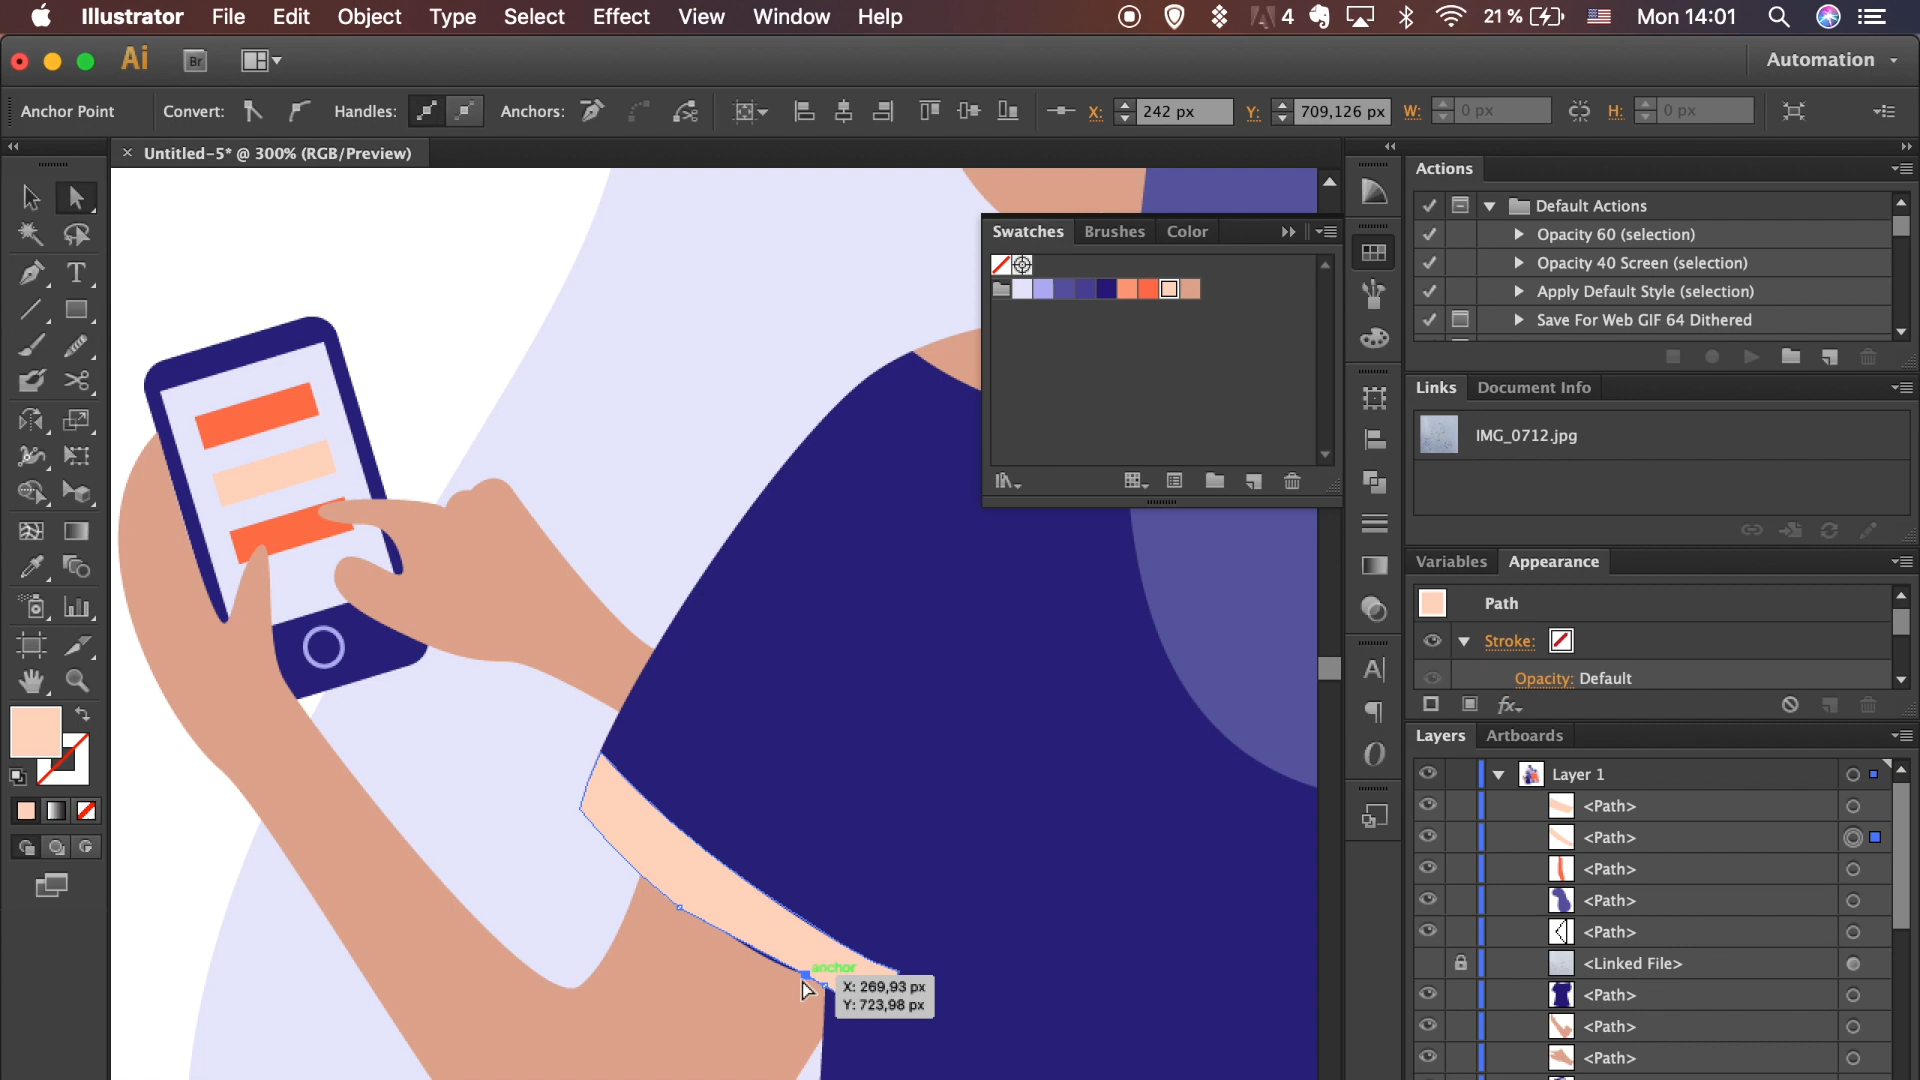 Illustrator File Edit Object Type Select Effect View Window Help 4 21 % Mon 14:01
Ai Br Automation
Anchor Point Convert: Handles: Anchors: X: 242 px Y: 709,126 px W: 0 px H: 0 px
Untitled-5* @ 300% (RGB/Preview)
Swatches Brushes Color
anchor
X: 269,93 px
Y: 723,98 px
Actions
Default Actions
Opacity 60 (selection)
Opacity 40 Screen (selection)
Apply Default Style (selection)
Save For Web GIF 64 Dithered
Links Document Info
IMG_0712.jpg
Variables Appearance
Path
Stroke:
Opacity: Default
fx
Layers Artboards
Layer 1
<Path>
<Path>
<Path>
<Path>
<Path>
<Linked File>
<Path>
<Path>
<Path>